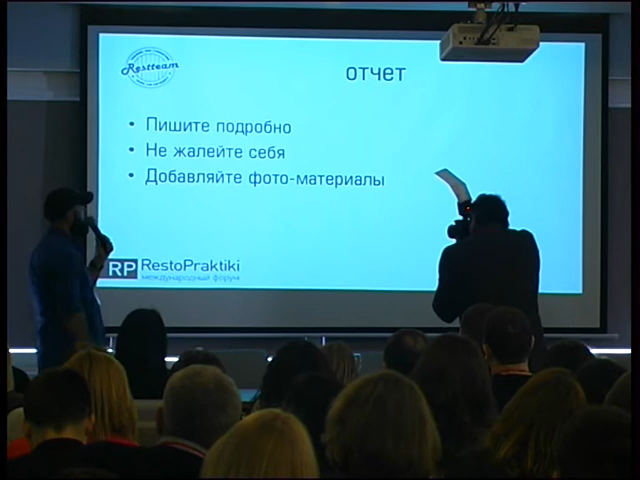 Restteam
отчет
• Пишите подробно
• Не жалейте себя
• Добавляйте фото-материалы
RP RestoPraktiki
международный форум